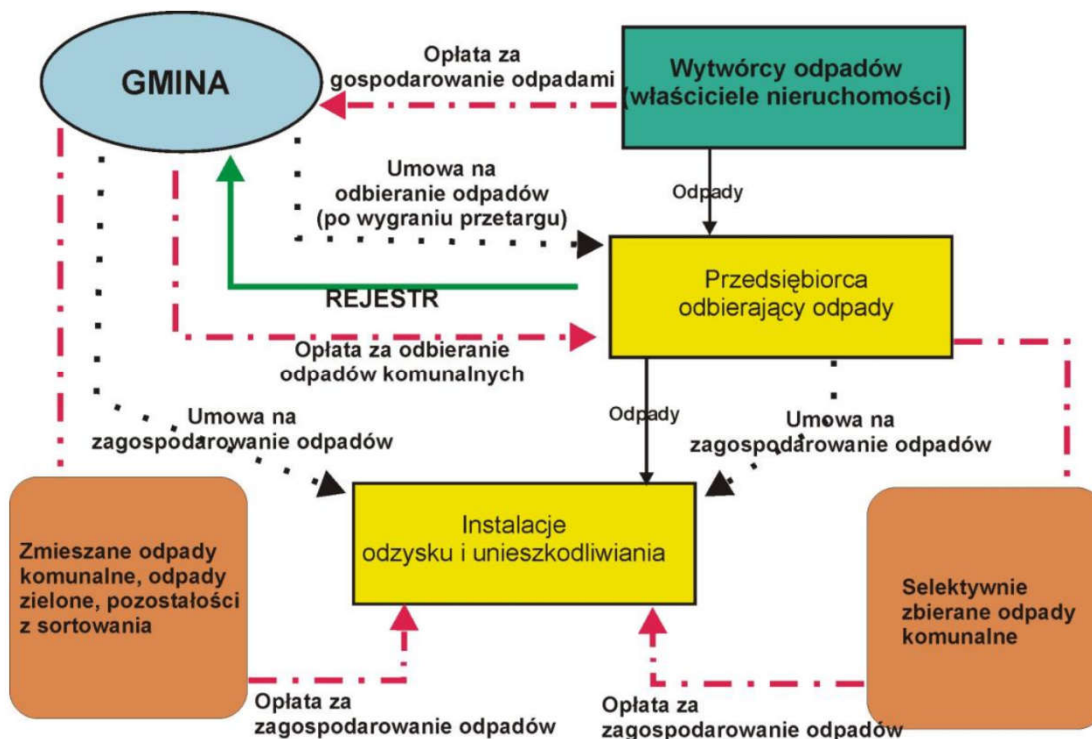 GMINA
Opłata za
gospodarowanie odpadami
Wytwórcy odpadów
(właściciele nieruchomości)
Umowa na
odbieranie odpadów
(po wygraniu przetargu)
Odpady
Przedsiębiorca
odbierający odpady
REJESTR
Opłata za odbieranie
odpadów komunalnych
Umowa na
zagospodarowanie odpadów
Odpady
Umowa na
zagospodarowanie odpadów
Instalacje
odzysku i unieszkodliwiania
Zmieszane odpady
komunalne, odpady
zielone, pozostałości
z sortowania
Selektywnie
zbierane odpady
komunalne
Opłata za
zagospodarowanie odpadów
Opłata za
zagospodarowanie odpadów